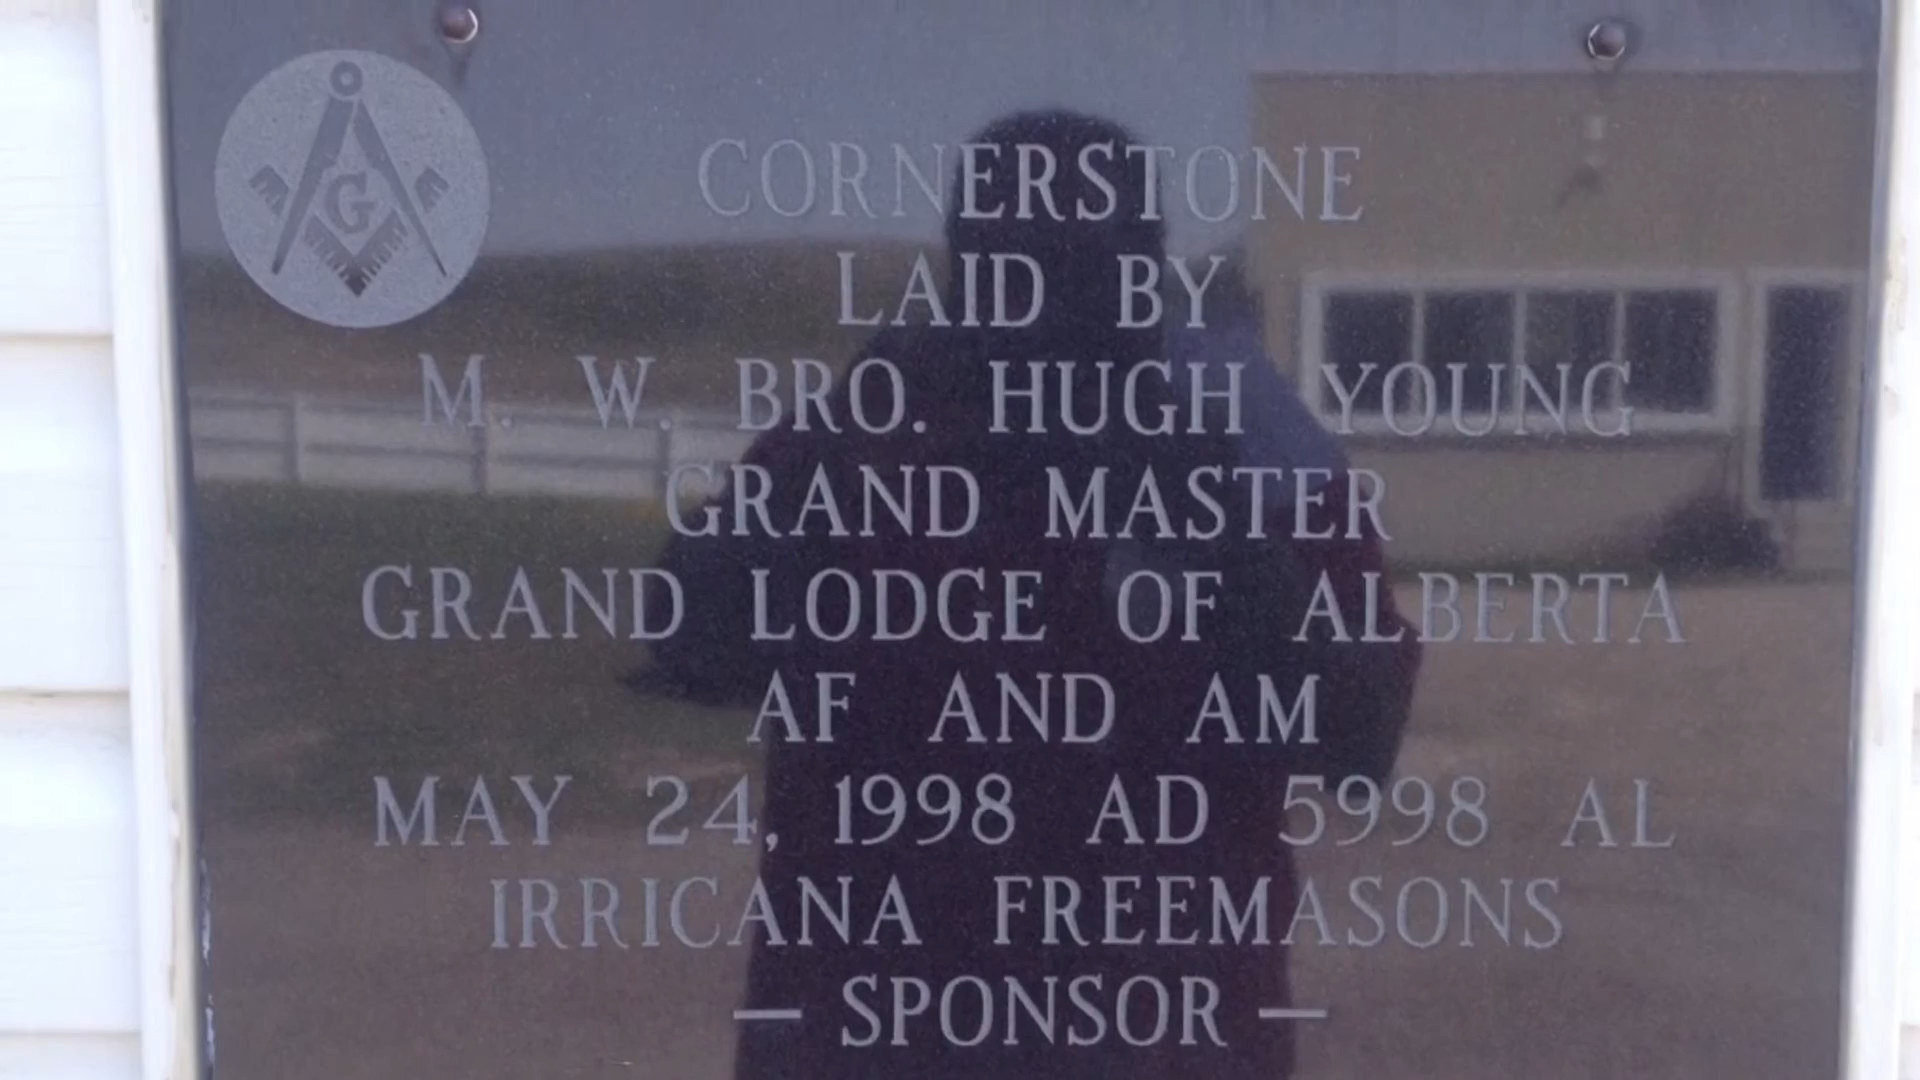 G
CORNERSTONE
LAID BY
M. W. BRO. HUGH YOUNG
GRAND MASTER
GRAND LODGE OF ALBERTA
AF AND AM
MAY 24, 1998 AD 5998 AL
IRRICANA FREEMASONS
— SPONSOR —